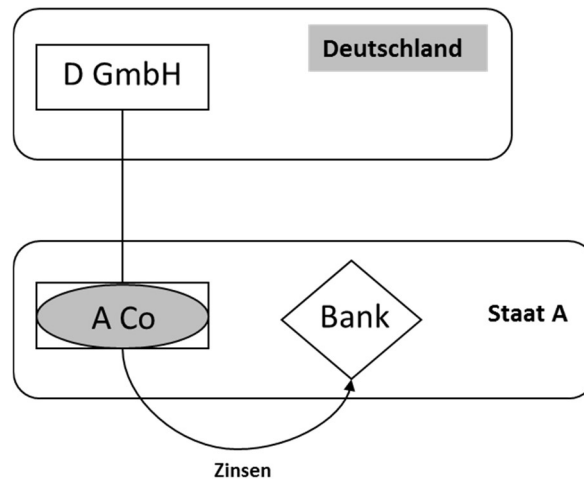 D GmbH
Deutschland
A Co
Bank
Staat A
Zinsen